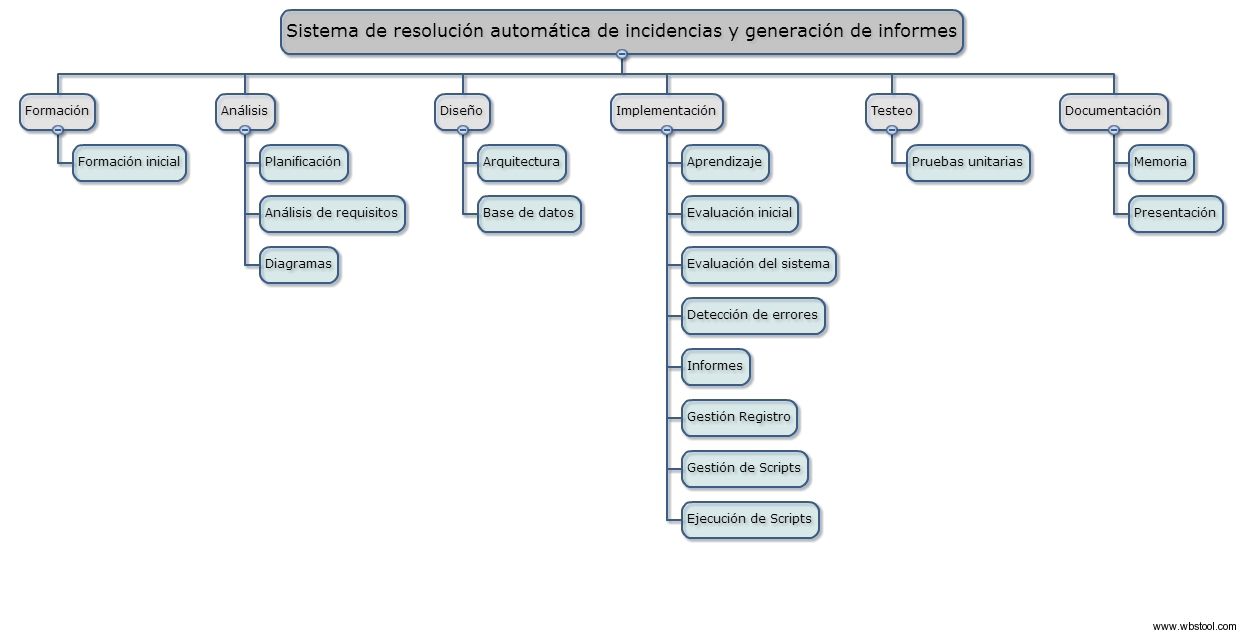 Sistema de resolución automática de incidencias y generación de informes
Formación
Formación inicial
Análisis
Planificación
Análisis de requisitos
Diagramas
Diseño
Arquitectura
Base de datos
Implementación
Aprendizaje
Evaluación inicial
Evaluación del sistema
Detección de errores
Informes
Gestión Registro
Gestión de Scripts
Ejecución de Scripts
Testeo
Pruebas unitarias
Documentación
Memoria
Presentación
www.wbstool.com